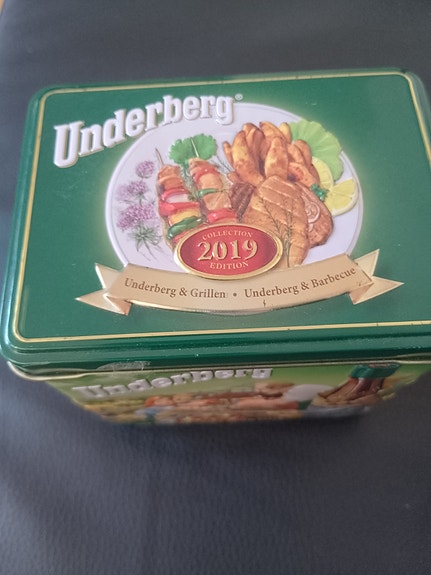 Underberg®
COLLECTION
2019
EDITION
Underberg & Grillen • Underberg & Barbecue
Underberg